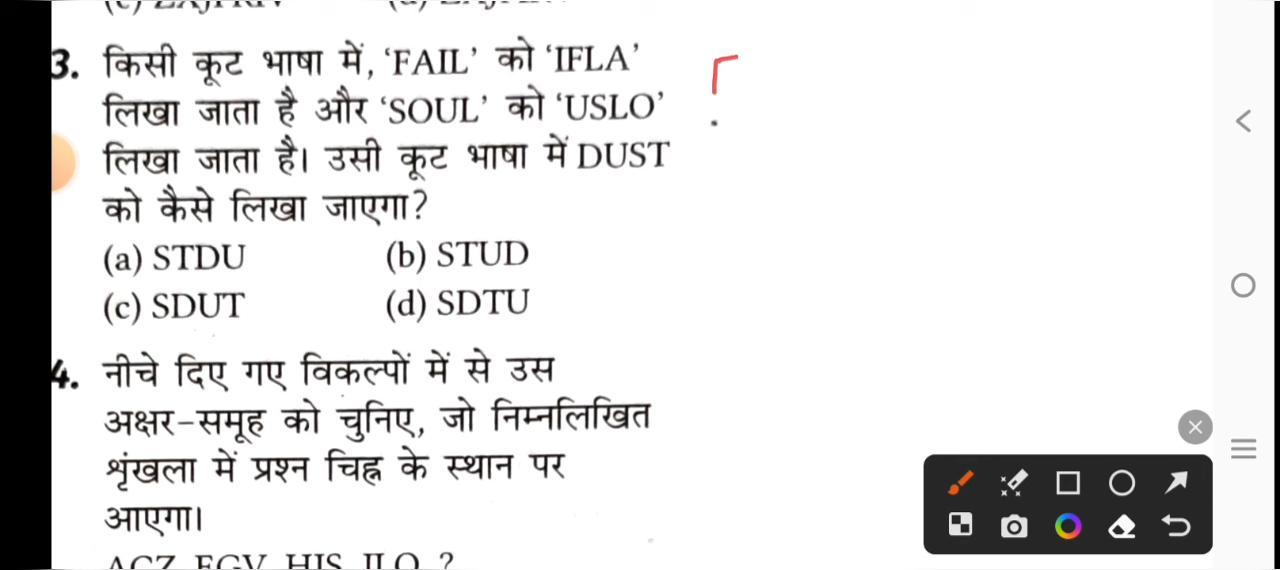 3. किसी कूट भाषा में, ‘FAIL’ को ‘IFLA’
लिखा जाता है और ‘SOUL’ को ‘USLO’
लिखा जाता है। उसी कूट भाषा में DUST
को कैसे लिखा जाएगा?
(a) STDU (b) STUD
(c) SDUT (d) SDTU
4. नीचे दिए गए विकल्पों में से उस
अक्षर-समूह को चुनिए, जो निम्नलिखित
शृंखला में प्रश्न चिह्न के स्थान पर
आएगा।